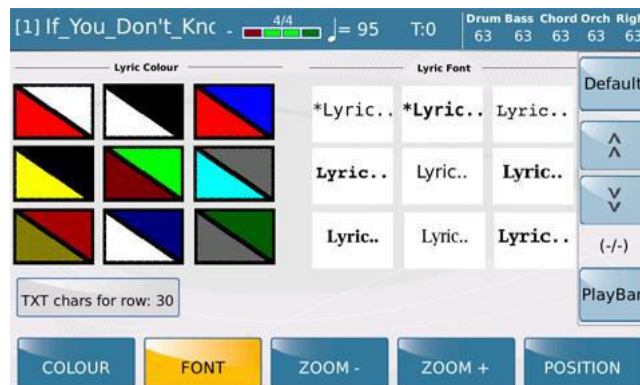 [1] If_You_Don't_Knc - 4/4 ♩= 95 T:0
Drum Bass Chord Orch Righ
63 63 63 63 63
Lyric Colour
Lyric Font
Default
*Lyric.. *Lyric.. Lyric..
Lyric.. Lyric.. Lyric..
Lyric.. Lyric.. Lyric..
(-/-)
TXT chars for row: 30
PlayBar
COLOUR FONT ZOOM - ZOOM + POSITION